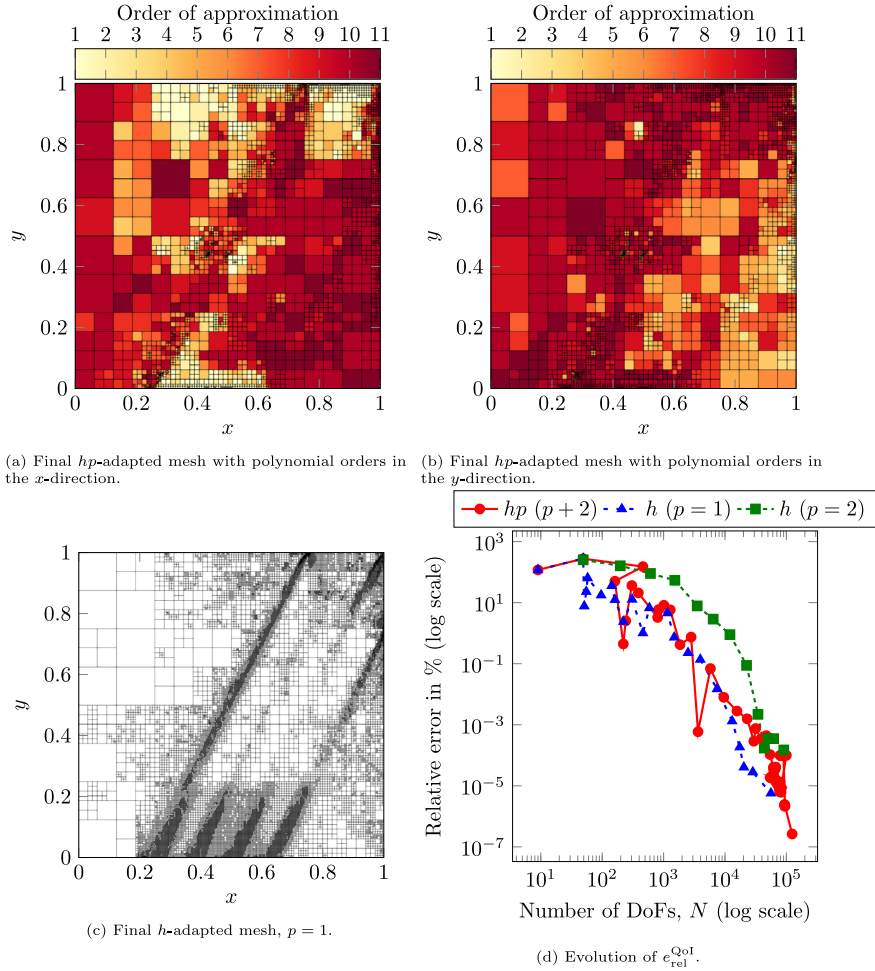 Order of approximation
1 2 3 4 5 6 7 8 9 10 11
1
0.8
0.6
0.4
0.2
0
y
0 0.2 0.4 0.6 0.8 1
x
(a) Final hp-adapted mesh with polynomial orders in
the x-direction.
Order of approximation
1 2 3 4 5 6 7 8 9 10 11
1
0.8
0.6
0.4
0.2
0
y
0 0.2 0.4 0.6 0.8 1
x
(b) Final hp-adapted mesh with polynomial orders in
the y-direction.
1
0.8
0.6
0.4
0.2
0
y
0 0.2 0.4 0.6 0.8 1
x
(c) Final h-adapted mesh, p = 1.
hp (p + 2) h (p = 1) h (p = 2)
10^3
10^1
10^−1
10^−3
10^−5
10^−7
Relative error in % (log scale)
10^1 10^2 10^3 10^4 10^5
Number of DoFs, N (log scale)
(d) Evolution of e_rel^QoI.